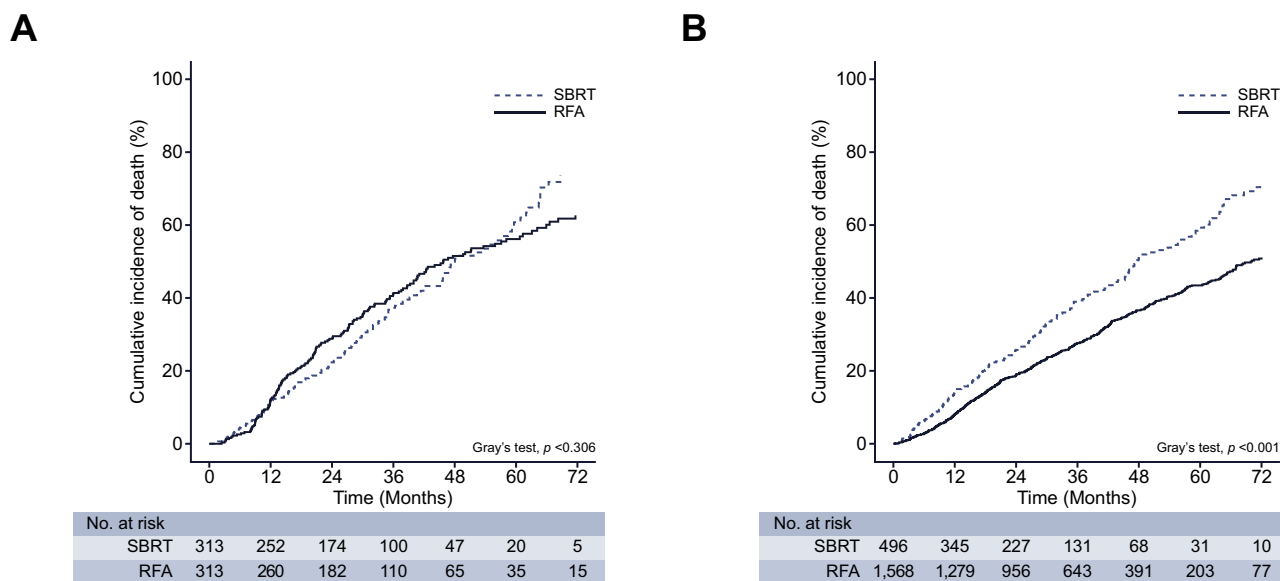 A
B
100
80
60
40
20
0
Cumulative incidence of death (%)
SBRT
RFA
Gray's test, p <0.306
0 12 24 36 48 60 72
Time (Months)
No. at risk
SBRT 313 252 174 100 47 20 5
RFA 313 260 182 110 65 35 15
100
80
60
40
20
0
Cumulative incidence of death (%)
SBRT
RFA
Gray's test, p <0.001
0 12 24 36 48 60 72
Time (Months)
No. at risk
SBRT 496 345 227 131 68 31 10
RFA 1,568 1,279 956 643 391 203 77